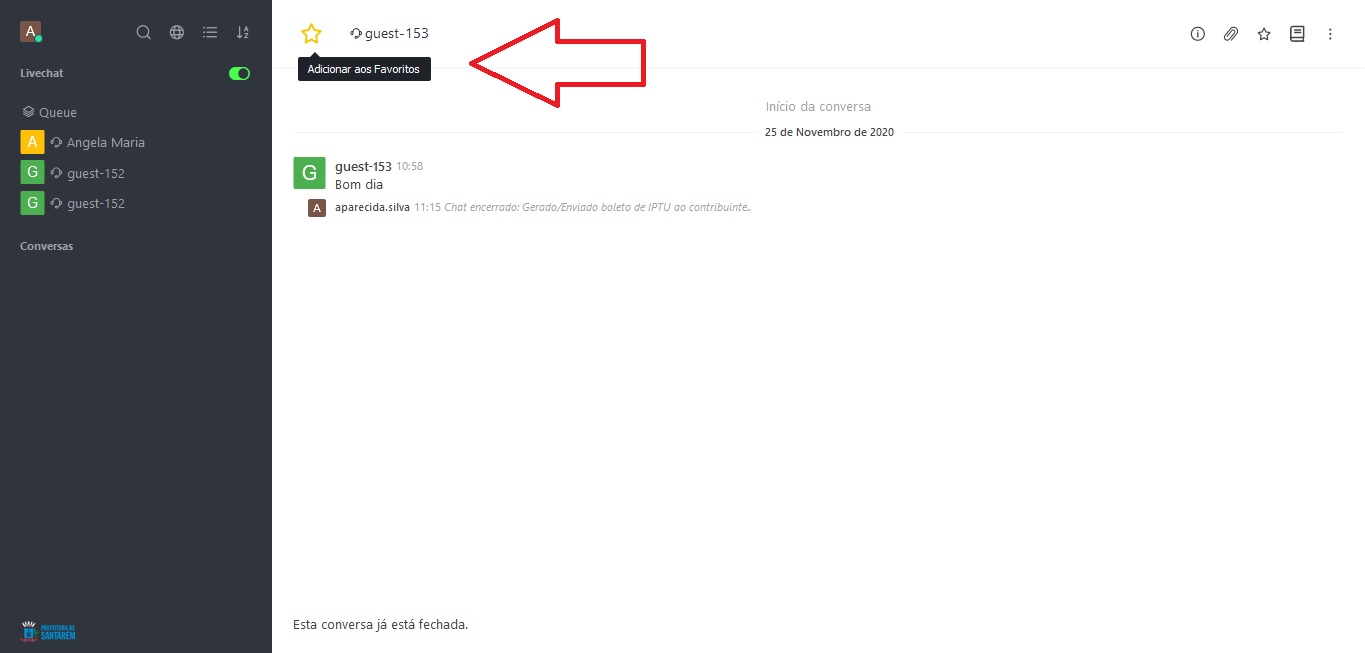 A
Livechat
Queue
A Angela Maria
G guest-152
G guest-152
Conversas
PREFEITURA DE
SANTARÉM
guest-153
Adicionar aos Favoritos
Início da conversa
25 de Novembro de 2020
G
guest-153 10:58
Bom dia
A aparecida.silva 11:15 Chat encerrado: Gerado/Enviado boleto de IPTU ao contribuinte..
Esta conversa já está fechada.